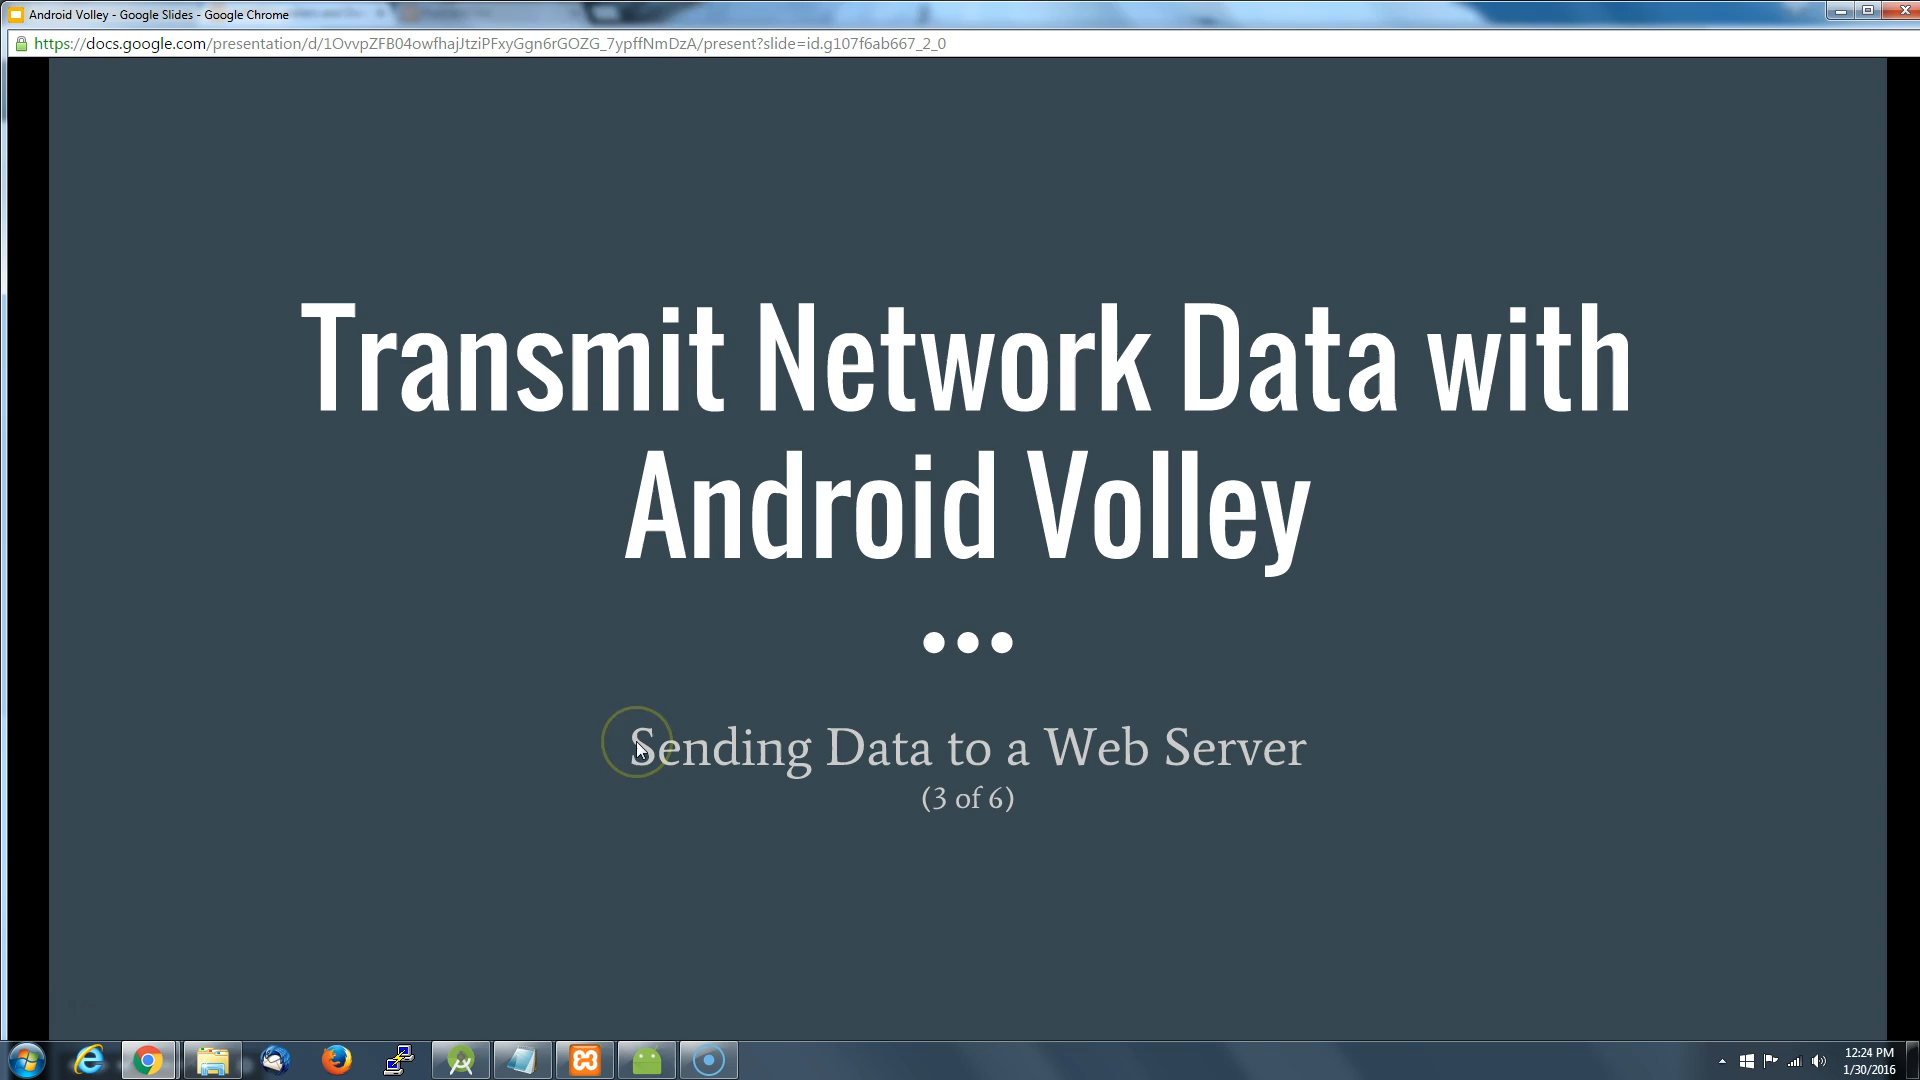 Android Volley - Google Slides - Google Chrome
https://docs.google.com/presentation/d/1OvvpZFB04owfhajJtziPFxyGgn6rGOZG_7ypffNmDzA/present?slide=id.g107f6ab667_2_0
Transmit Network Data with
Android Volley
Sending Data to a Web Server
(3 of 6)
12:24 PM
1/30/2016